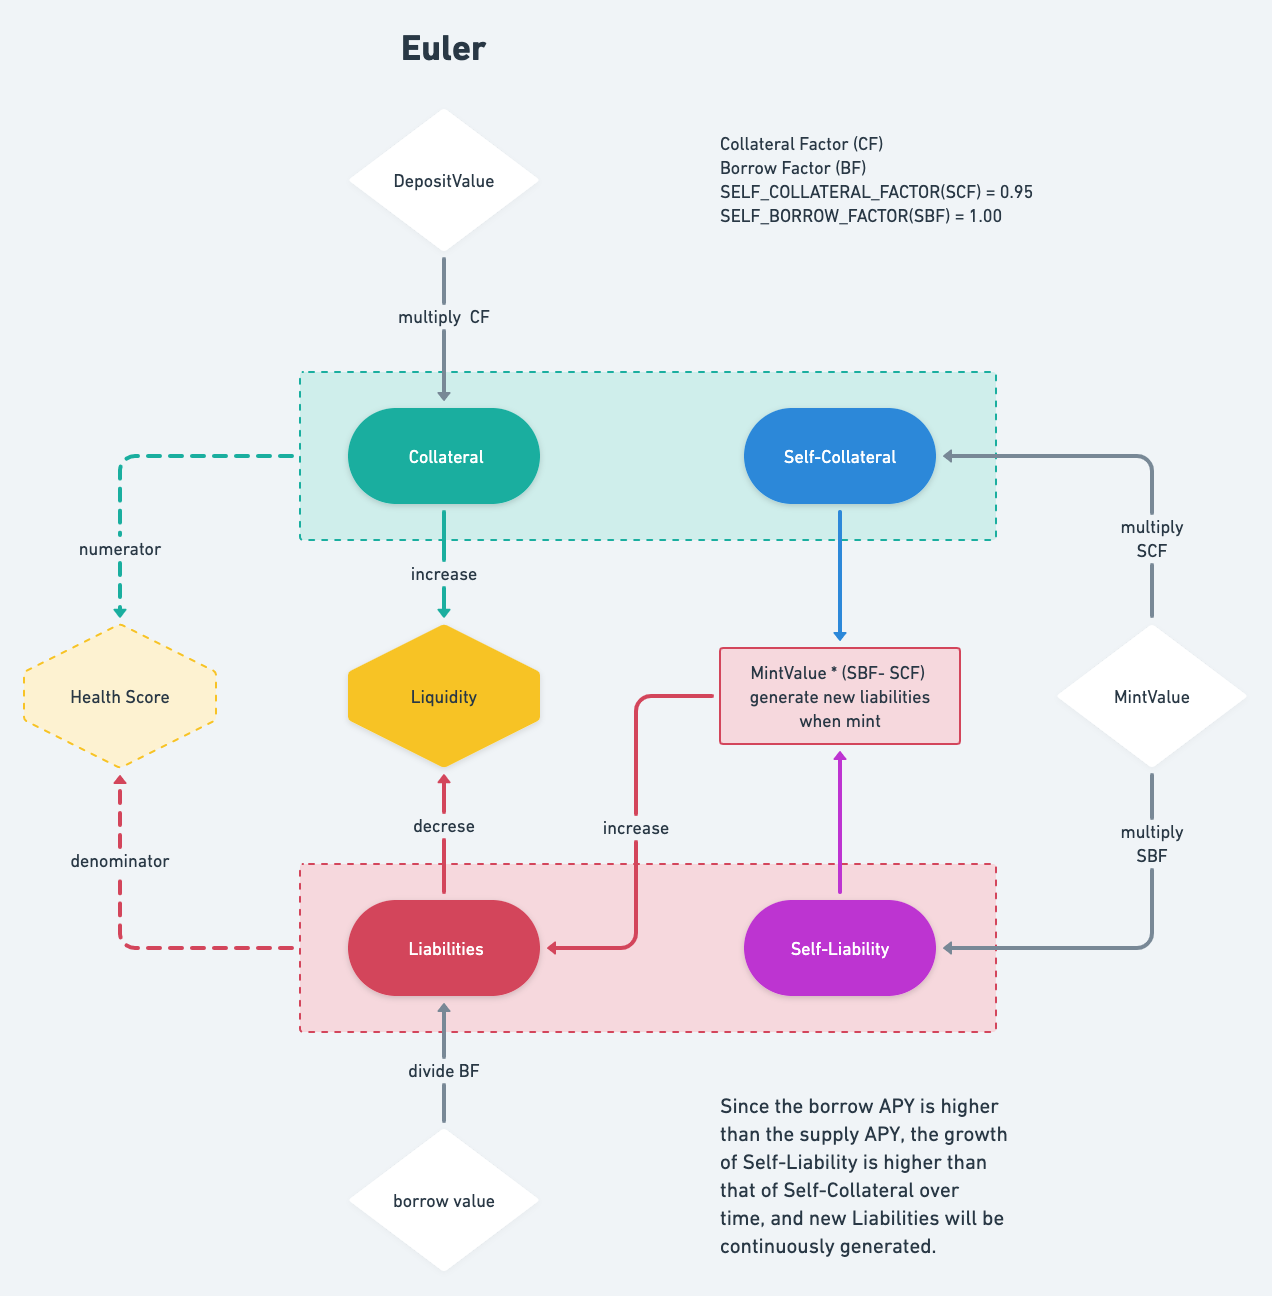 Euler
DepositValue
Collateral Factor (CF)
Borrow Factor (BF)
SELF_COLLATERAL_FACTOR(SCF) = 0.95
SELF_BORROW_FACTOR(SBF) = 1.00
multiply  CF
Collateral
Self-Collateral
multiply
SCF
numerator
increase
Health Score
Liquidity
MintValue * (SBF- SCF)
generate new liabilities
when mint
MintValue
decrese
increase
multiply
SBF
denominator
Liabilities
Self-Liability
divide BF
borrow value
Since the borrow APY is higher
than the supply APY, the growth
of Self-Liability is higher than
that of Self-Collateral over
time, and new Liabilities will be
continuously generated.